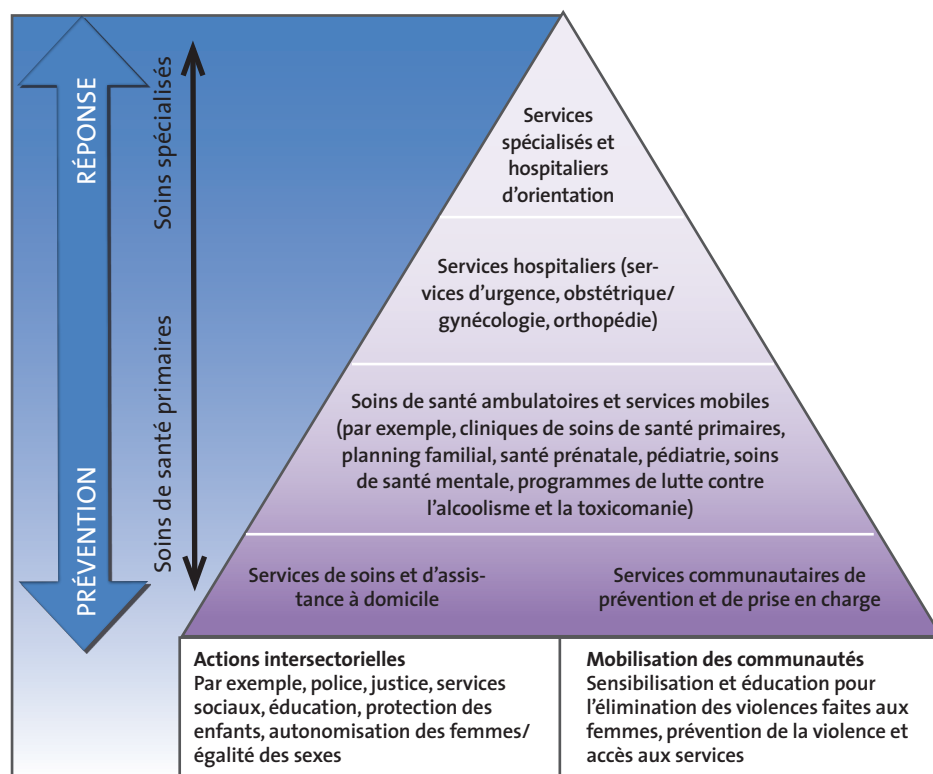 RÉPONSE
PRÉVENTION
Soins spécialisés
Soins de santé primaires
Services
spécialisés et
hospitaliers
d'orientation
Services hospitaliers (ser-
vices d'urgence, obstétrique/
gynécologie, orthopédie)
Soins de santé ambulatoires et services mobiles
(par exemple, cliniques de soins de santé primaires,
planning familial, santé prénatale, pédiatrie, soins
de santé mentale, programmes de lutte contre
l'alcoolisme et la toxicomanie)
Services de soins et d'assis-
tance à domicile
Services communautaires de
prévention et de prise en charge
Actions intersectorielles
Par exemple, police, justice, services
sociaux, éducation, protection des
enfants, autonomisation des femmes/
égalité des sexes
Mobilisation des communautés
Sensibilisation et éducation pour
l'élimination des violences faites aux
femmes, prévention de la violence et
accès aux services